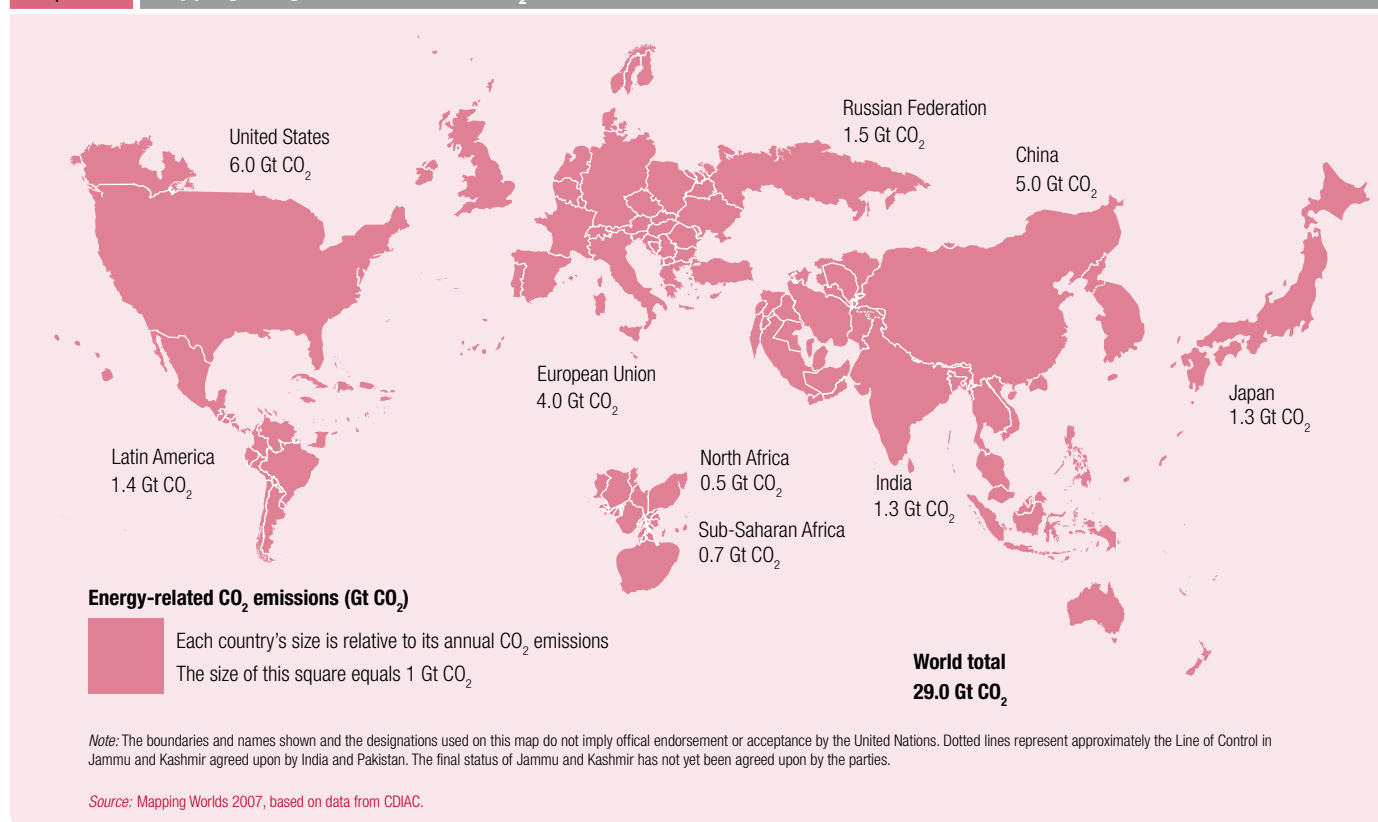 United States
6.0 Gt CO₂
Russian Federation
1.5 Gt CO₂
China
5.0 Gt CO₂
European Union
4.0 Gt CO₂
Japan
1.3 Gt CO₂
Latin America
1.4 Gt CO₂
North Africa
0.5 Gt CO₂
India
1.3 Gt CO₂
Sub-Saharan Africa
0.7 Gt CO₂
Energy-related CO₂ emissions (Gt CO₂)
Each country's size is relative to its annual CO₂ emissions
The size of this square equals 1 Gt CO₂
World total
29.0 Gt CO₂
Note: The boundaries and names shown and the designations used on this map do not imply offical endorsement or acceptance by the United Nations. Dotted lines represent approximately the Line of Control in
Jammu and Kashmir agreed upon by India and Pakistan. The final status of Jammu and Kashmir has not yet been agreed upon by the parties.
Source: Mapping Worlds 2007, based on data from CDIAC.